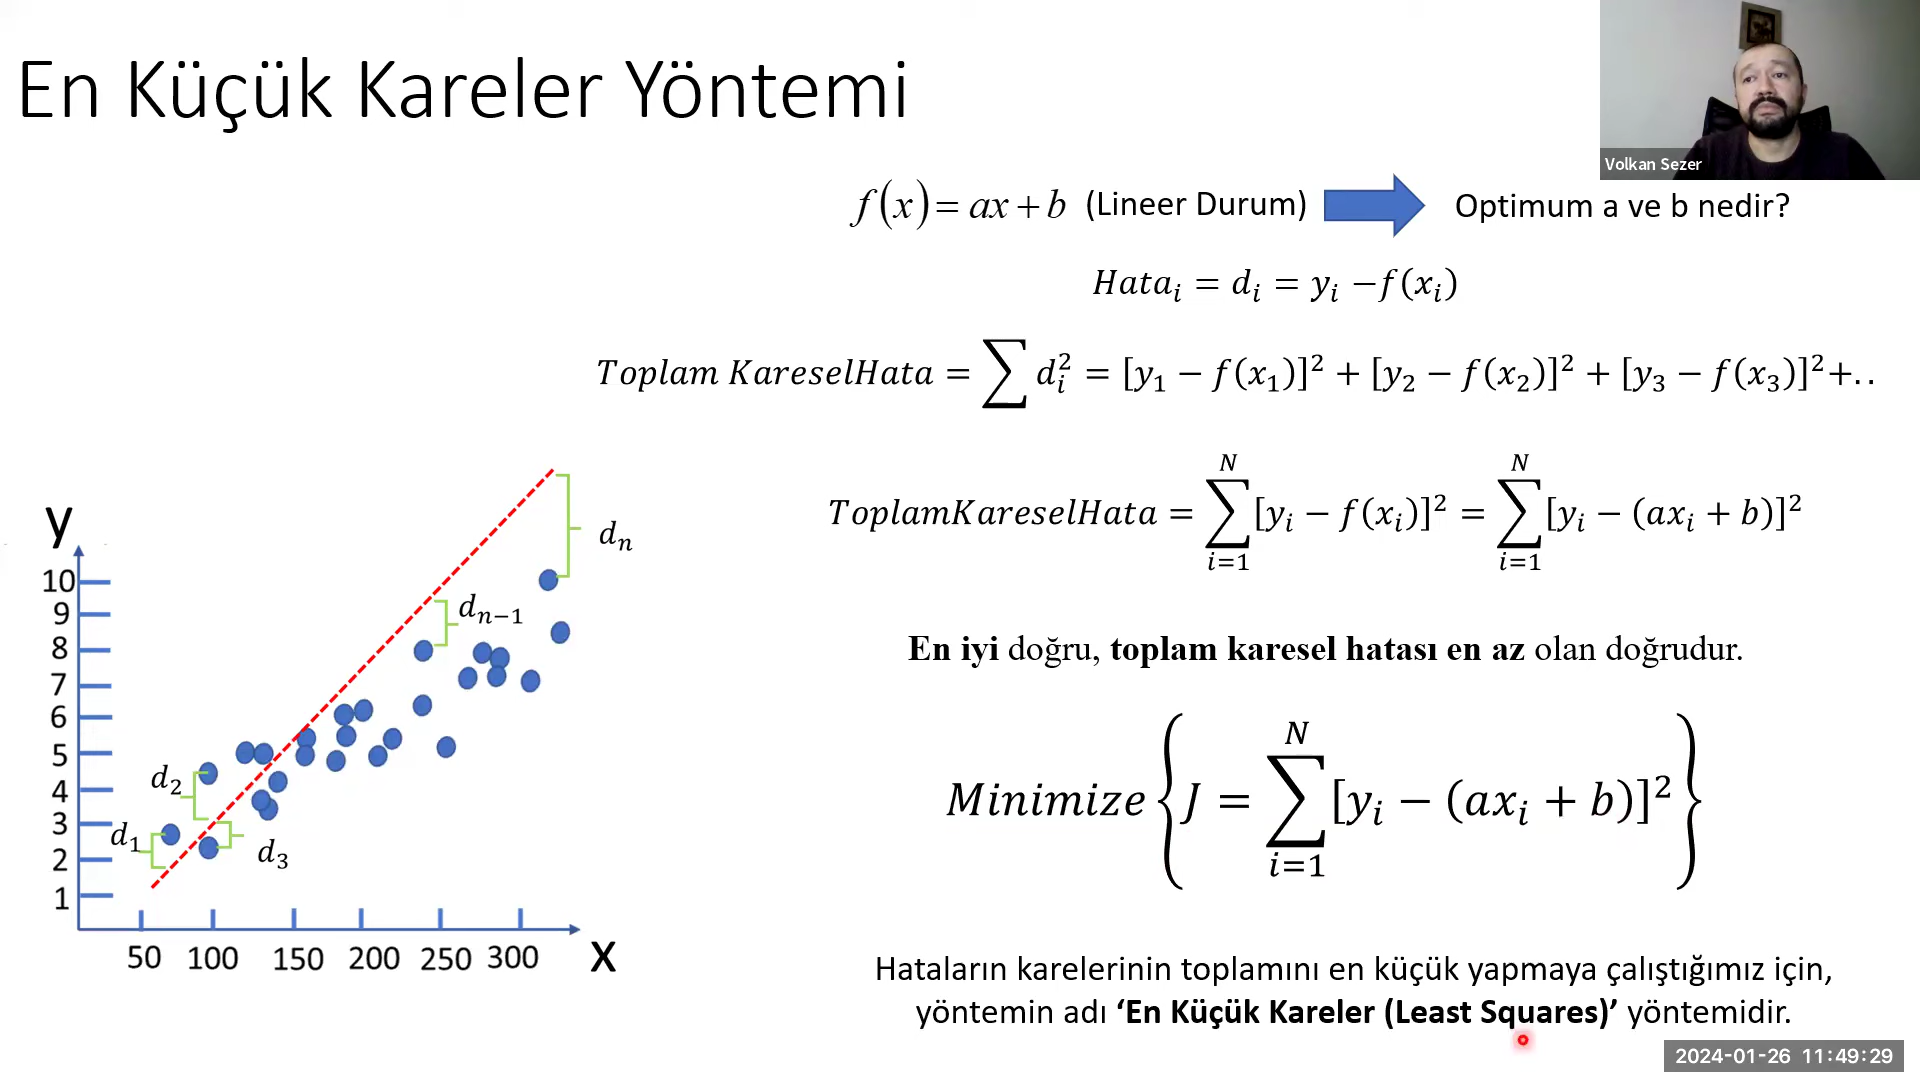 En Küçük Kareler Yöntemi
Volkan Sezer
f(x) = ax + b (Lineer Durum)
Optimum a ve b nedir?
Hata_i = d_i = y_i − f(x_i)
Toplam KareselHata = ∑ d_i^2 = [y_1 − f(x_1)]^2 + [y_2 − f(x_2)]^2 + [y_3 − f(x_3)]^2+..
ToplamKareselHata = ∑_{i=1}^{N} [y_i − f(x_i)]^2 = ∑_{i=1}^{N} [y_i − (ax_i + b)]^2
En iyi doğru, toplam karesel hatası en az olan doğrudur.
Minimize { J = ∑_{i=1}^{N} [y_i − (ax_i + b)]^2 }
Hataların karelerinin toplamını en küçük yapmaya çalıştığımız için,
yöntemin adı ‘En Küçük Kareler (Least Squares)’ yöntemidir.
y
10
9
8
7
6
5
4
3
2
1
50 100 150 200 250 300 x
d_1
d_2
d_3
d_{n−1}
d_n
2024-01-26 11:49:29